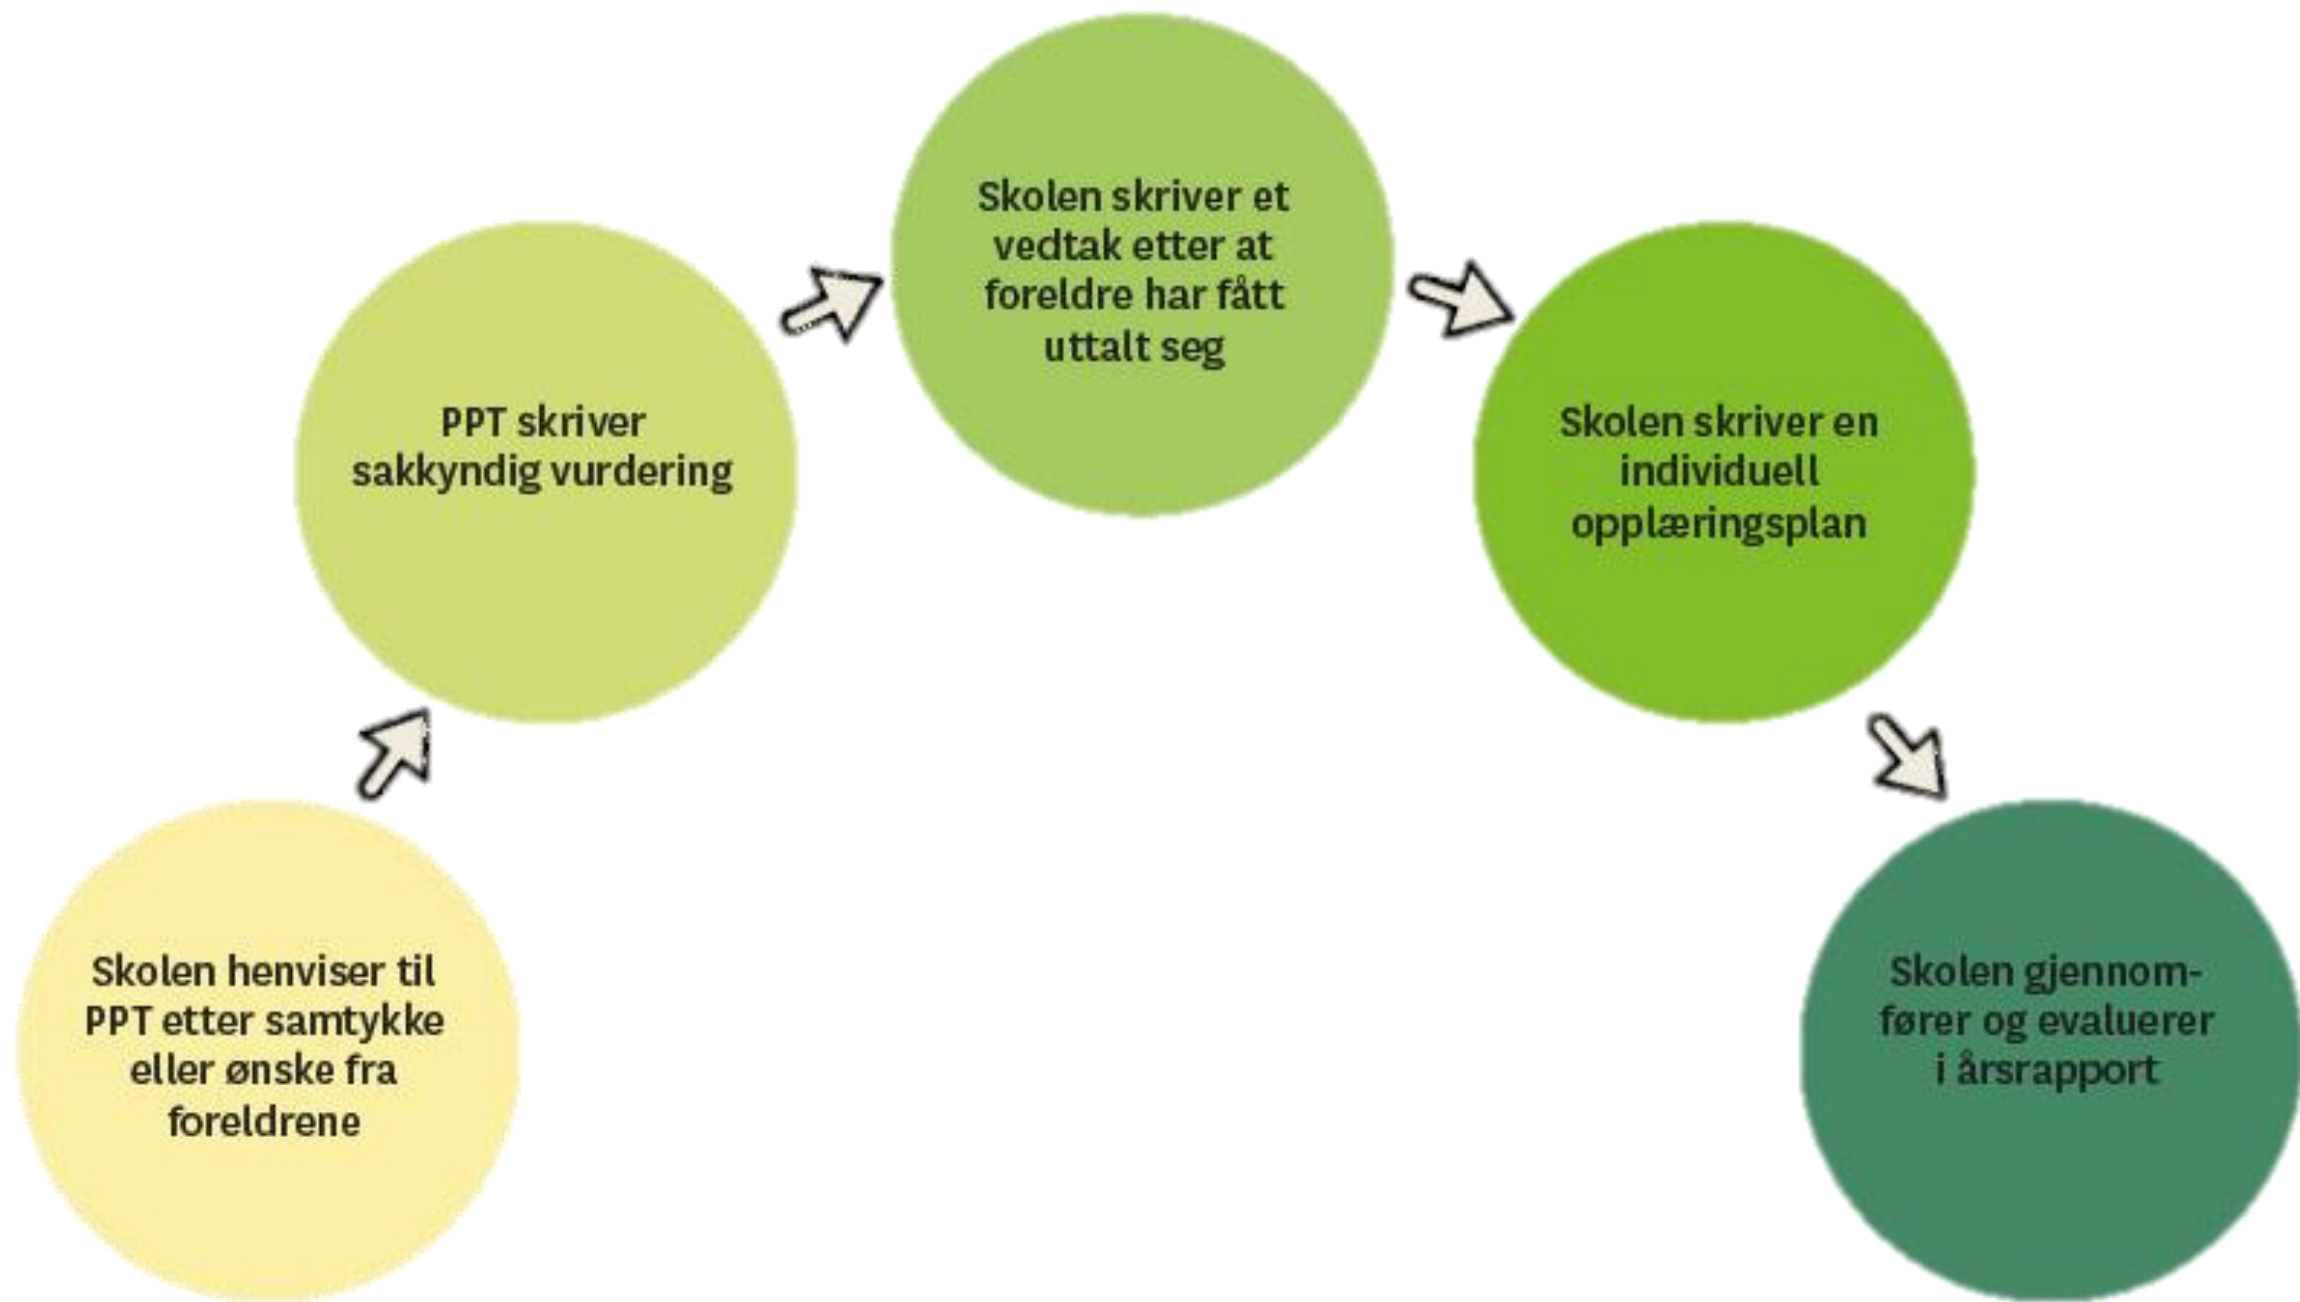 Skolen henviser til
PPT etter samtykke
eller ønske fra
foreldrene
PPT skriver
sakkyndig vurdering
Skolen skriver et
vedtak etter at
foreldre har fått
uttalt seg
Skolen skriver en
individuell
opplæringsplan
Skolen gjennom-
fører og evaluerer
i årsrapport